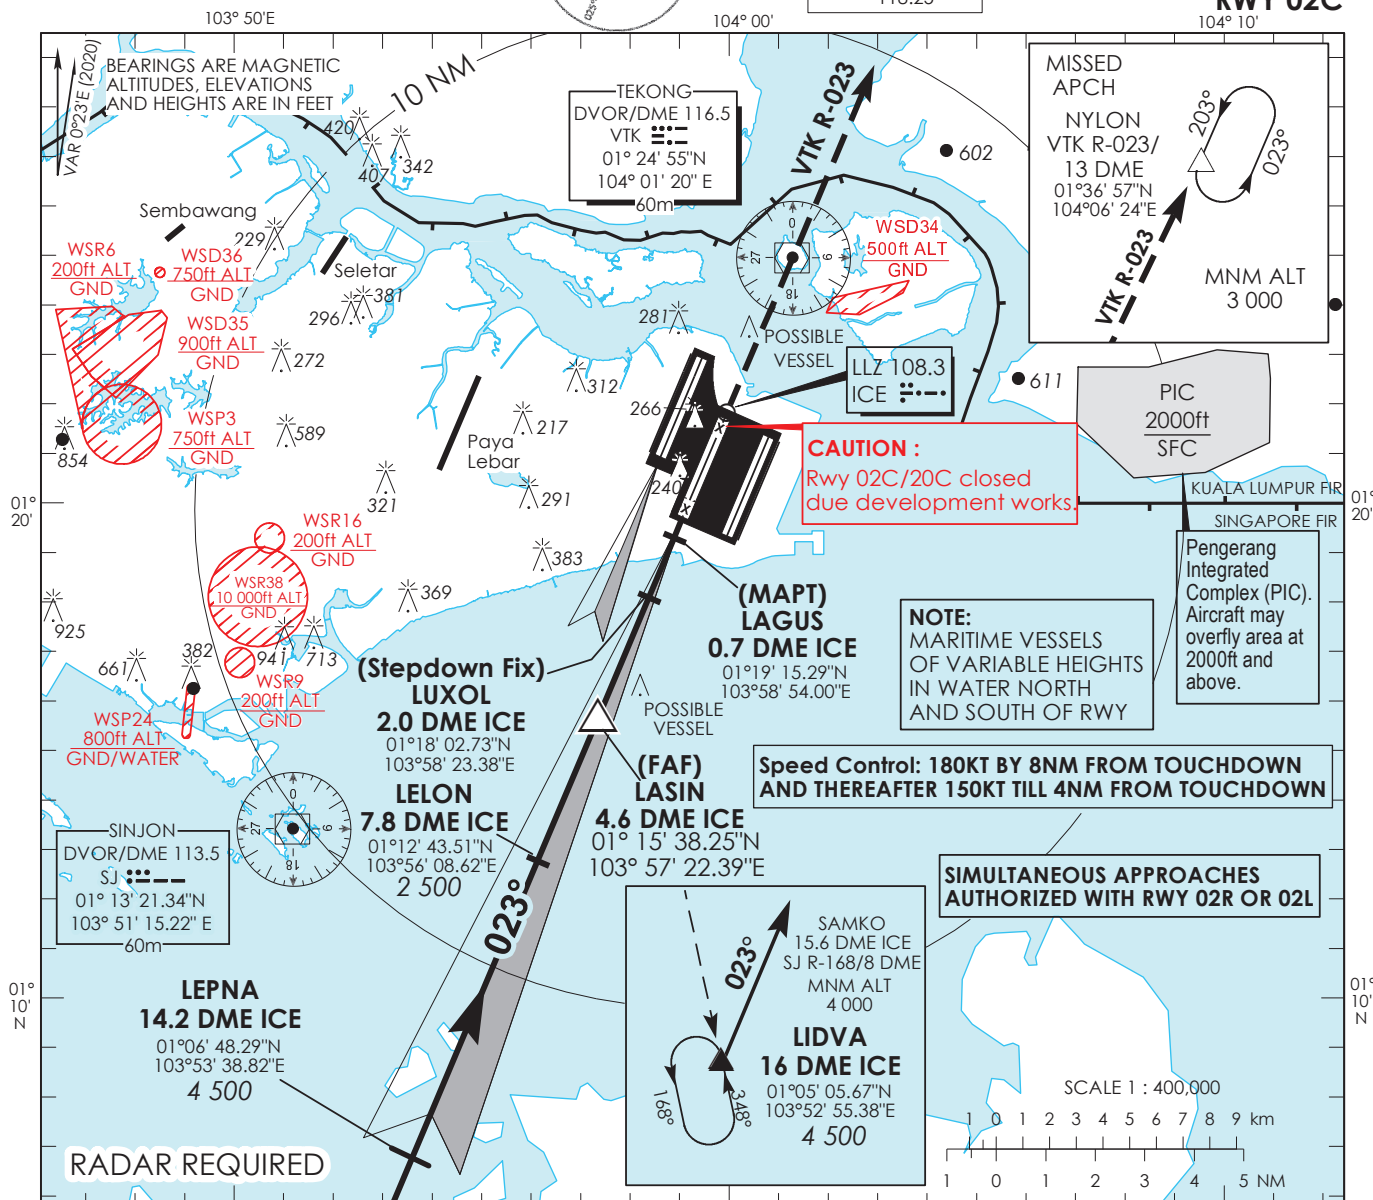 103° 50'E
104° 00'
104° 10'
RWY 02C
025°
VAR 0°23'E (2020)
BEARINGS ARE MAGNETIC
ALTITUDES, ELEVATIONS
AND HEIGHTS ARE IN FEET
10 NM
TEKONG
DVOR/DME 116.5
VTK
01° 24' 55"N
104° 01' 20" E
60m
VTK R-023
602
MISSED
APCH
NYLON
VTK R-023/
13 DME
01°36' 57"N
104°06' 24"E
203°
023°
VTK R-023
MNM ALT
3 000
420
407
342
Sembawang
229
WSR6
200ft ALT
GND
WSD36
750ft ALT
GND
Seletar
296
381
WSD35
900ft ALT
GND
272
WSP3
750ft ALT
GND
854
589
321
Paya
Lebar
312
217
291
281
266
240
383
0
9
18
27
WSD34
500ft ALT
GND
POSSIBLE
VESSEL
LLZ 108.3
ICE
611
PIC
2000ft
SFC
CAUTION :
Rwy 02C/20C closed
due development works.
KUALA LUMPUR FIR
SINGAPORE FIR
01°
20'
01°
20'
Pengerang
Integrated
Complex (PIC).
Aircraft may
overfly area at
2000ft and
above.
WSR16
200ft ALT
GND
WSR38
10 000ft ALT
GND
369
925
661
382
941
713
WSR9
200ft ALT
GND
WSP24
800ft ALT
GND/WATER
(MAPT)
LAGUS
0.7 DME ICE
01°19' 15.29"N
103°58' 54.00"E
NOTE:
MARITIME VESSELS
OF VARIABLE HEIGHTS
IN WATER NORTH
AND SOUTH OF RWY
(Stepdown Fix)
LUXOL
2.0 DME ICE
01°18' 02.73"N
103°58' 23.38"E
POSSIBLE
VESSEL
(FAF)
LASIN
4.6 DME ICE
01° 15' 38.25"N
103° 57' 22.39"E
Speed Control: 180KT BY 8NM FROM TOUCHDOWN
AND THEREAFTER 150KT TILL 4NM FROM TOUCHDOWN
LELON
7.8 DME ICE
01°12' 43.51"N
103°56' 08.62"E
2 500
0
9
18
27
SINJON
DVOR/DME 113.5
SJ
01° 13' 21.34"N
103° 51' 15.22" E
60m
SIMULTANEOUS APPROACHES
AUTHORIZED WITH RWY 02R OR 02L
023°
SAMKO
15.6 DME ICE
SJ R-168/8 DME
MNM ALT
4 000
023°
LIDVA
16 DME ICE
01°05' 05.67"N
103°52' 55.38"E
4 500
168°
348°
LEPNA
14.2 DME ICE
01°06' 48.29"N
103°53' 38.82"E
4 500
01°
10'
N
01°
10'
N
RADAR REQUIRED
SCALE 1 : 400,000
1 0 1 2 3 4 5 6 7 8 9 km
1 0 1 2 3 4 5 NM